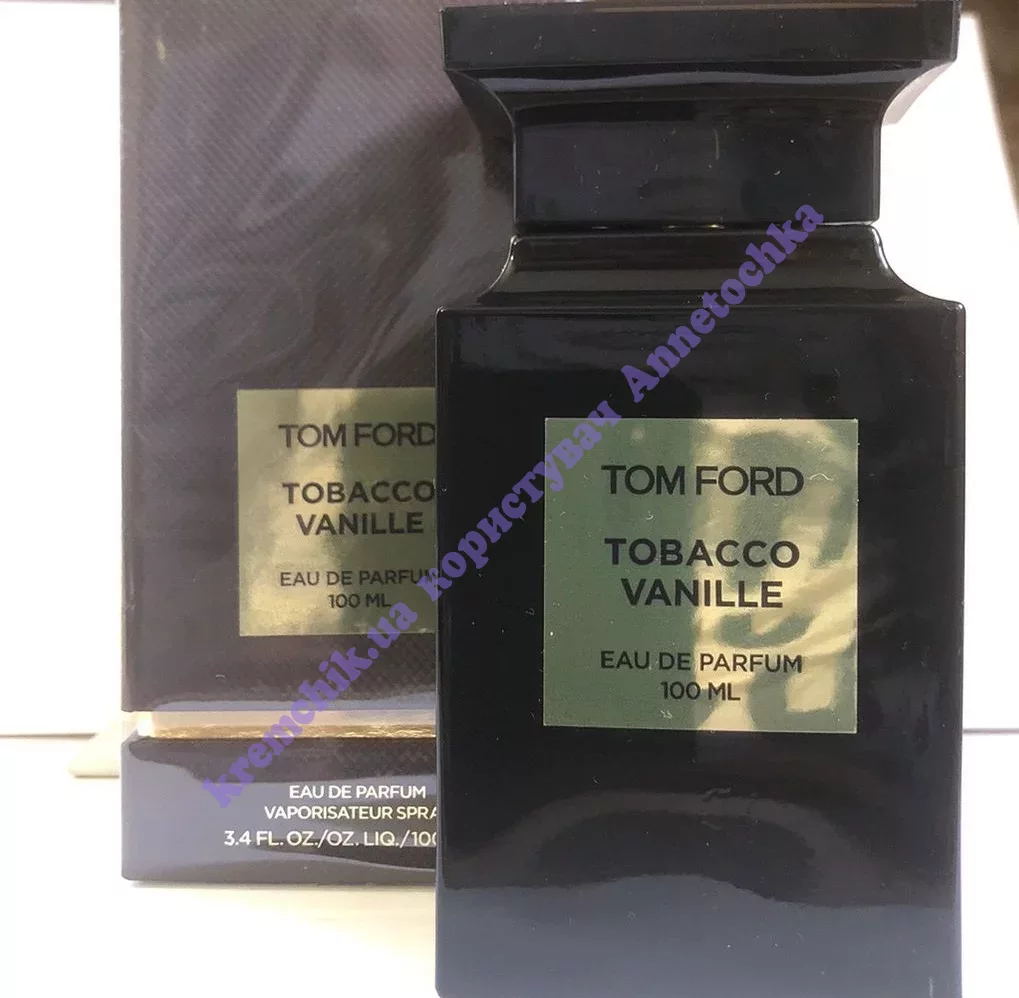 TOM FORD
TOBACCO
VANILLE
EAU DE PARFUM
100 ML
EAU DE PARFUM
VAPORISATEUR SPRA
3.4 FL. OZ./OZ. LIQ./100
TOM FORD
TOBACCO
VANILLE
EAU DE PARFUM
100 ML
kremchik.ua користувач Annetochka